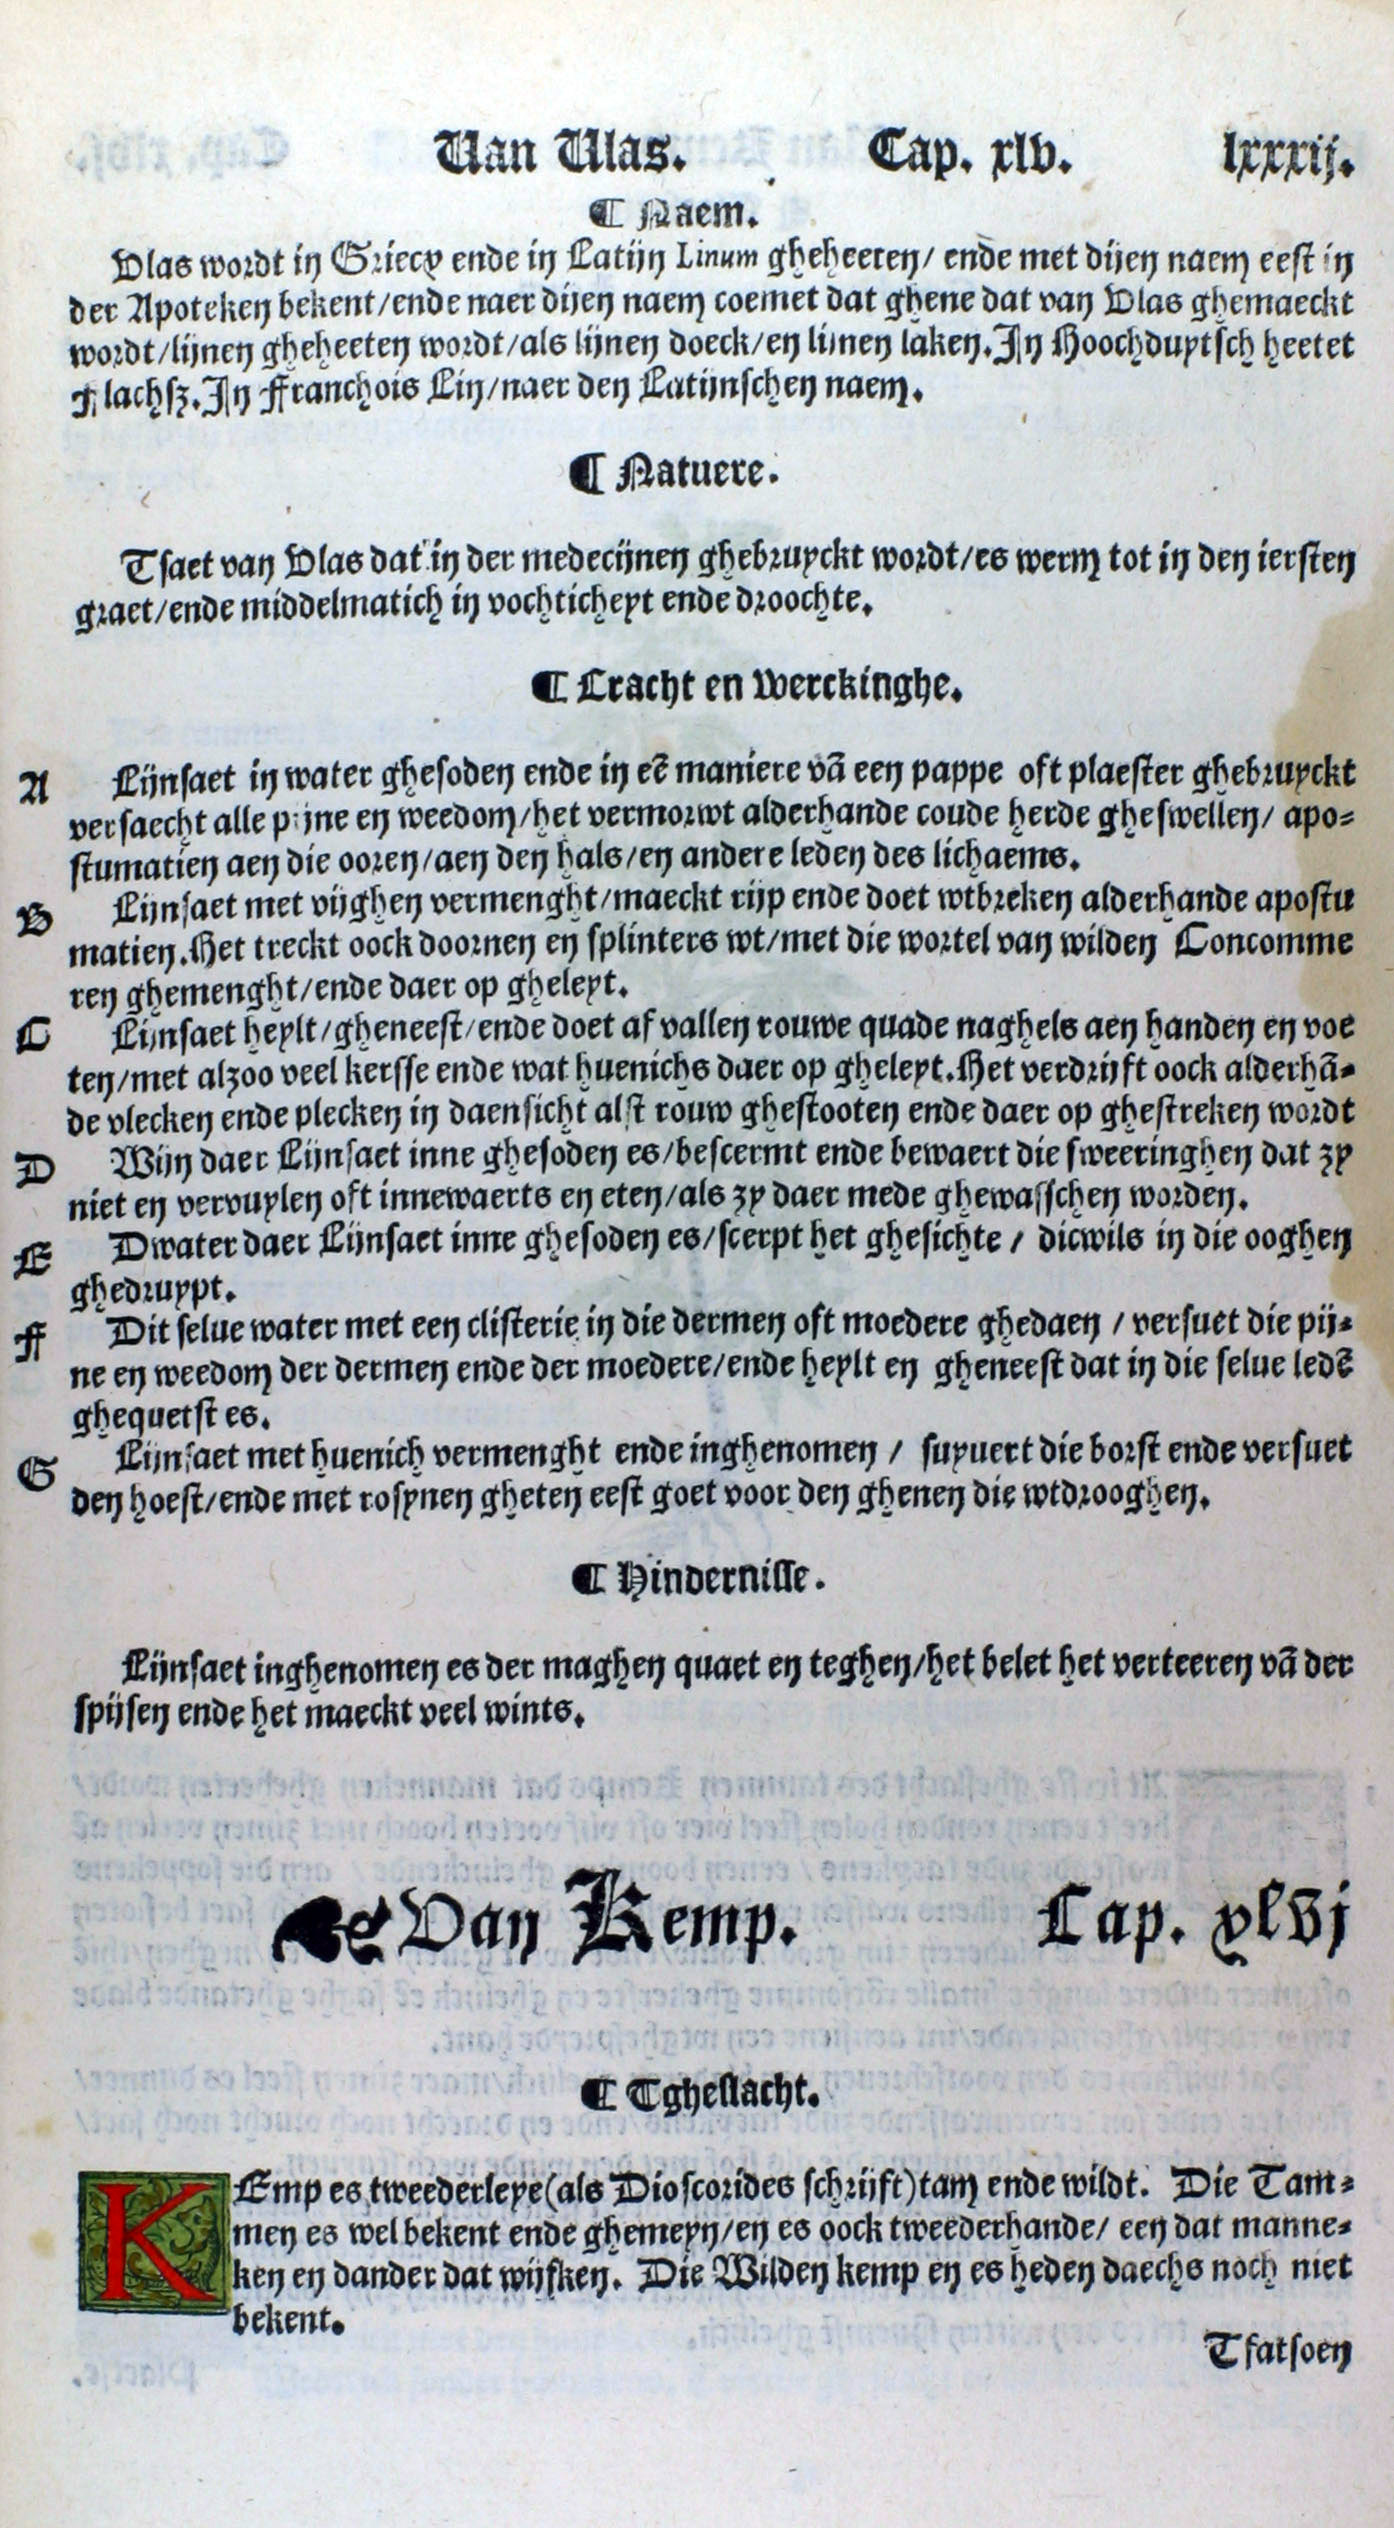 Van Vlas. Cap. xlv. lxxxij.
¶ Naem.
Vlas wordt in Griecx ende in Latijn Linum gheheeten/ ende met dijen naem eest in
der Apoteken bekent/ende naer dijen naem coemet dat ghene dat van Vlas ghemaeckt
wordt/lijnen gheheeten wordt/als lijnen doeck/en lijnen laken. In Hoochduytsch heetet
Flachsz. In Franchois Lin/naer den Latijnschen naem.
¶ Natuere.
Tsaet van Vlas dat in der medecijnen ghebruyckt wordt/es werm tot in den iersten
graet/ende middelmatich in vochticheyt ende droochte.
¶ Cracht en Werckinghe.
A Lijnsaet in water ghesoden ende in eē maniere vā een pappe oft plaester ghebruyckt
versaecht alle pijne en weedom/het vermorwt alderhande coude herde gheswellen/ apo-
stumatien aen die ooren/aen den hals/en andere leden des lichaems.
B Lijnsaet met vijghen vermenght/maeckt rijp ende doet wtbreken alderhande apostu
matien. Het treckt oock doornen en splinters wt/met die wortel van wilden Concomme
ren ghemenght/ende daer op gheleyt.
C Lijnsaet heylt/gheneest/ende doet af vallen rouwe quade naghels aen handen en voe
ten/met alzoo veel kersse ende wat huenichs daer op gheleyt. Het verdrijft oock alderhā-
de vlecken ende plecken in daensicht alst rouw ghestooten ende daer op ghestreken wordt
D Wijn daer Lijnsaet inne ghesoden es/bescermt ende bewaert die sweeringhen dat zy
niet en vervuylen oft innewaerts en eten/als zy daer mede ghewasschen worden.
E Dwater daer Lijnsaet inne ghesoden es/scerpt het ghesichte / dicwils in die ooghen
ghedruypt.
F Dit selue water met een clisterie in die dermen oft moedere ghedaen / versuet die pij-
ne en weedom der dermen ende der moedere/ende heylt en gheneest dat in die selue ledē
ghequetst es.
G Lijnsaet met huenich vermenght ende inghenomen / suyuert die borst ende versuet
den hoest/ende met rosynen gheten eest goet voor den ghenen die wtdrooghen.
¶ Hindernisse.
Lijnsaet inghenomen es der maghen quaet en teghen/het belet het verteeren vā der
spijsen ende het maeckt veel wints.
❧ Van Kemp. Cap. xlvj
¶ Tgheslacht.
KEmp es tweederleye (als Dioscorides schrijft) tam ende wildt. Die Tam-
men es wel bekent ende ghemeyn/en es oock tweederhande/ een dat manne-
ken en dander dat wijfken. Die Wilden kemp en es heden daechs noch niet
bekent.
Tfatsoen